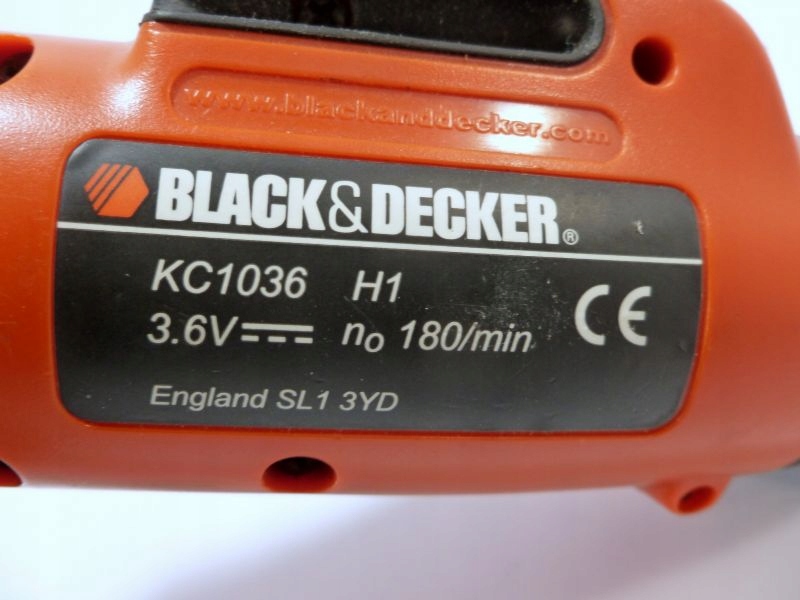 www.blackanddecker.com
BLACK&DECKER®
KC1036 H1
3.6V⎓ no 180/min
CE
England SL1 3YD